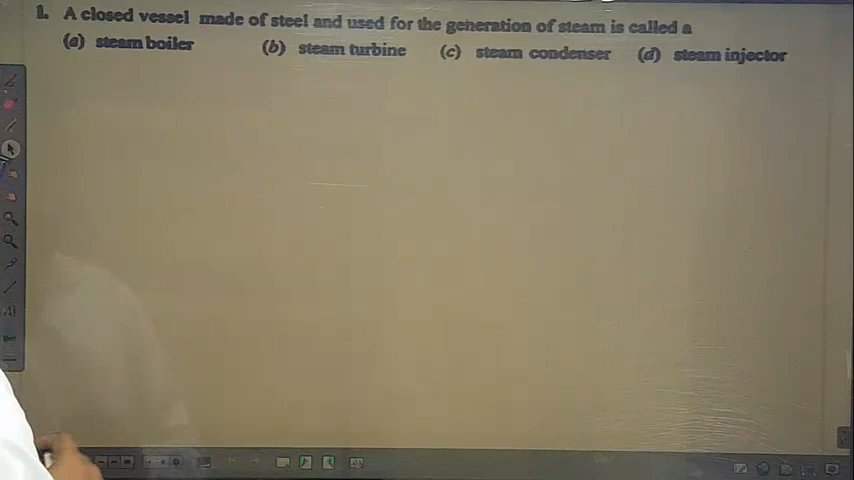 1. A closed vessel made of steel and used for the generation of steam is called a
(a) steam boiler (b) steam turbine (c) steam condenser (d) steam injector